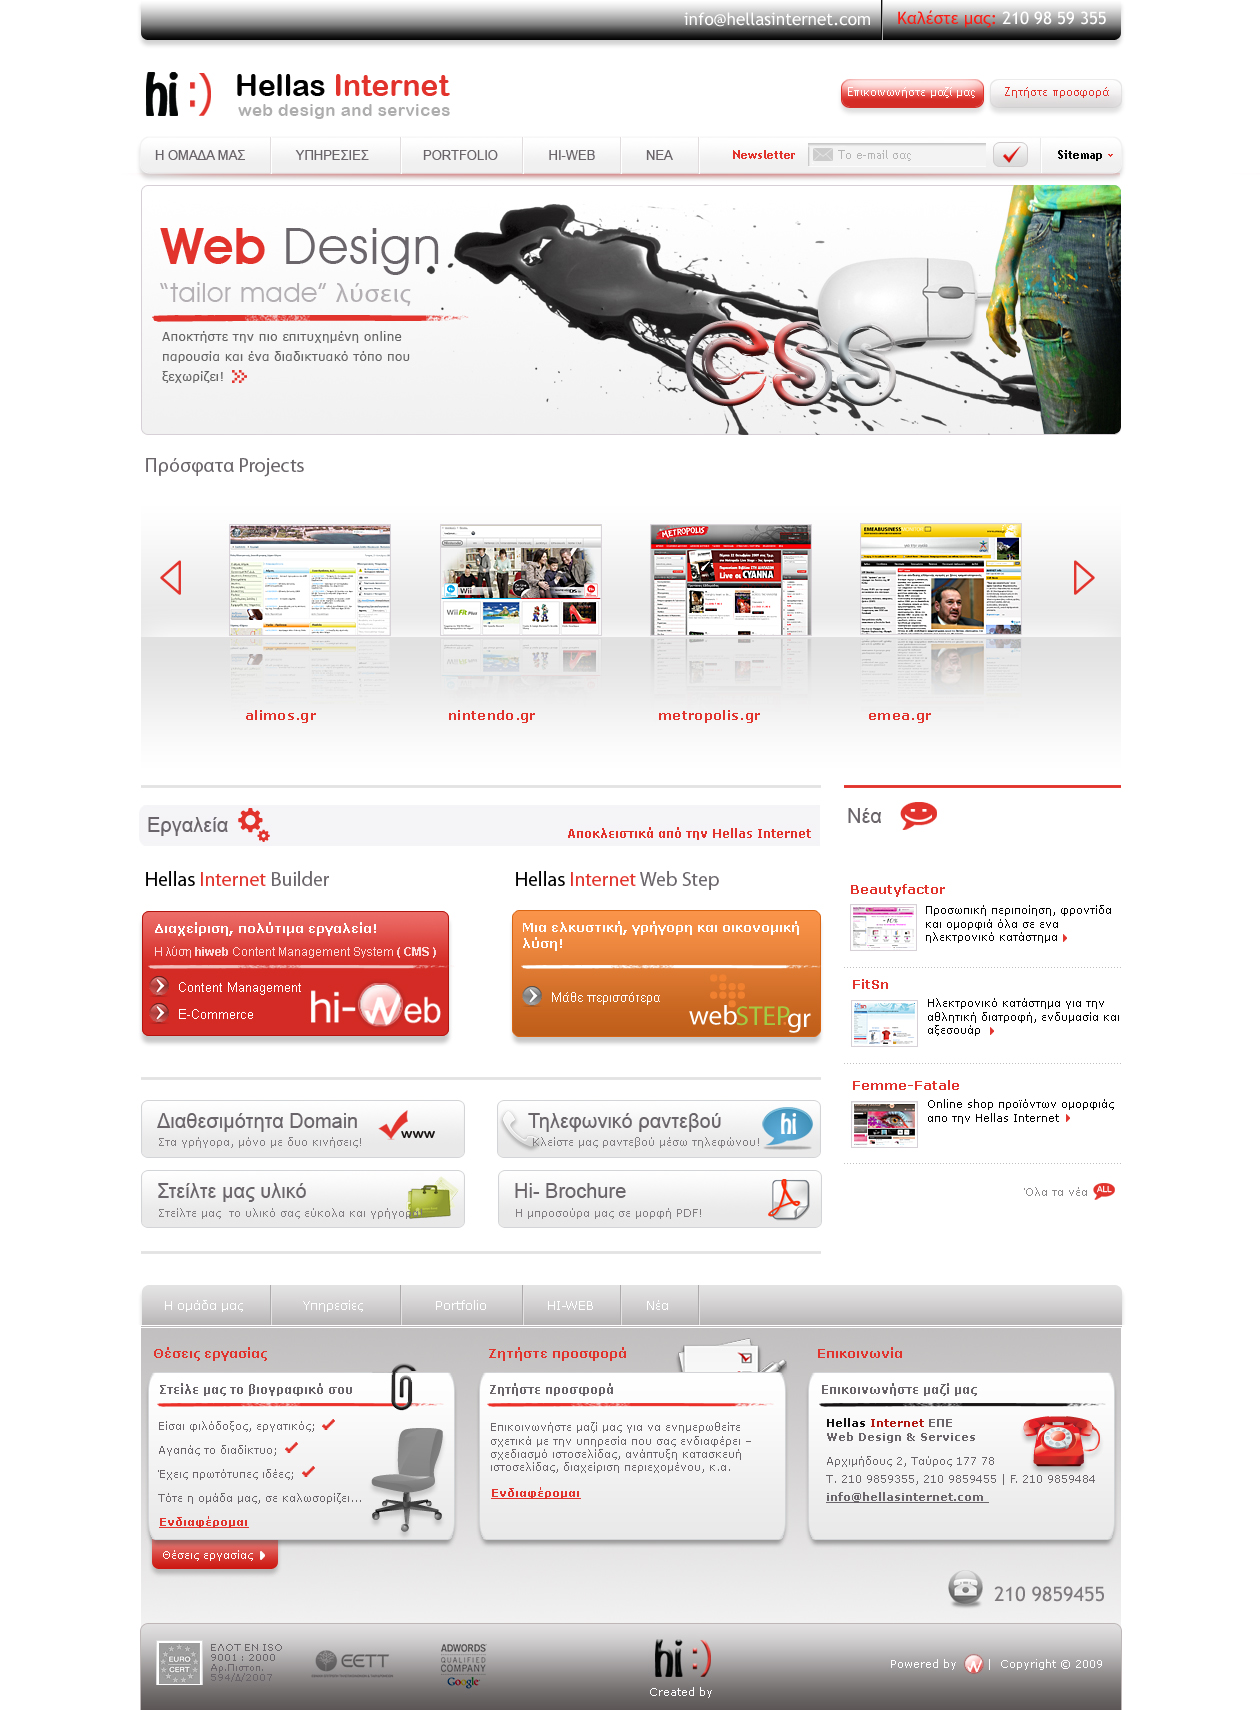 info@hellasinternet.com
Καλέστε μας: 210 98 59 355
hi :) Hellas Internet
web design and services
Επικοινωνήστε μαζί μας
Ζητήστε προσφορά
Η ΟΜΑΔΑ ΜΑΣ
ΥΠΗΡΕΣΙΕΣ
PORTFOLIO
HI-WEB
ΝΕΑ
Newsletter
Το e-mail σας
Sitemap
Web Design
“tailor made” λύσεις
Αποκτήστε την πιο επιτυχημένη online
παρουσία και ένα διαδικτυακό τόπο που
ξεχωρίζει!
CSS
Πρόσφατα Projects
METROPOLIS
Live οι CYANNA
EMEABUSINESS
Wii
Wii Fit Plus
alimos.gr
nintendo.gr
metropolis.gr
emea.gr
Εργαλεία
Αποκλειστικά από την Hellas Internet
Νέα
Hellas Internet Builder
Hellas Internet Web Step
Διαχείριση, πολύτιμα εργαλεία!
Η λύση hiweb Content Management System ( CMS )
Content Management
E-Commerce
hi-Web
Μια ελκυστική, γρήγορη και οικονομική
λύση!
Μάθε περισσότερα
webSTEP.gr
Beautyfactor
Προσωπική περιποίηση, φροντίδα
και ομορφιά όλα σε ενα
ηλεκτρονικό κατάστημα
FitSn
Ηλεκτρονικό κατάστημα για την
αθλητική διατροφή, ενδυμασία και
αξεσουάρ
Femme-Fatale
Online shop προϊόντων ομορφιάς
απο την Hellas Internet
Όλα τα νέα
ALL
Διαθεσιμότητα Domain
Στα γρήγορα, μόνο με δυο κινήσεις!
www
Τηλεφωνικό ραντεβού
Κλείστε μας ραντεβού μέσω τηλεφώνου!
hi
Στείλτε μας υλικό
Στείλτε μας το υλικό σας εύκολα και γρήγορ
Hi- Brochure
Η μπροσούρα μας σε μορφή PDF!
Η ομάδα μας
Υπηρεσίες
Portfolio
HI-WEB
Νέα
Θέσεις εργασίας
Στείλε μας το βιογραφικό σου
Είσαι φιλόδοξος, εργατικός;
Αγαπάς το διαδίκτυο;
Έχεις πρωτότυπες ιδέες;
Τότε η ομάδα μας, σε καλωσορίζει...
Ενδιαφέρομαι
Θέσεις εργασίας
Ζητήστε προσφορά
Ζητήστε προσφορά
Επικοινωνήστε μαζί μας για να ενημερωθείτε
σχετικά με την υπηρεσία που σας ενδιαφέρει –
σχεδιασμό ιστοσελίδας, ανάπτυξη κατασκευή
ιστοσελίδας, διαχείριση περιεχομένου, κ.α.
Ενδιαφέρομαι
Επικοινωνία
Επικοινωνήστε μαζί μας
Hellas Internet ΕΠΕ
Web Design & Services
Αρχιμήδους 2, Ταύρος 177 78
Τ. 210 9859355, 210 9859455 | F. 210 9859484
info@hellasinternet.com
210 9859455
EURO
CERT
ΕΛΟΤ ΕΝ ISO
9001 : 2000
Αρ.Πιστοπ.
594/Δ/2007
ΕΕΤΤ
ADWORDS
QUALIFIED
COMPANY
Google
hi :)
Created by
Powered by
| Copyright © 2009